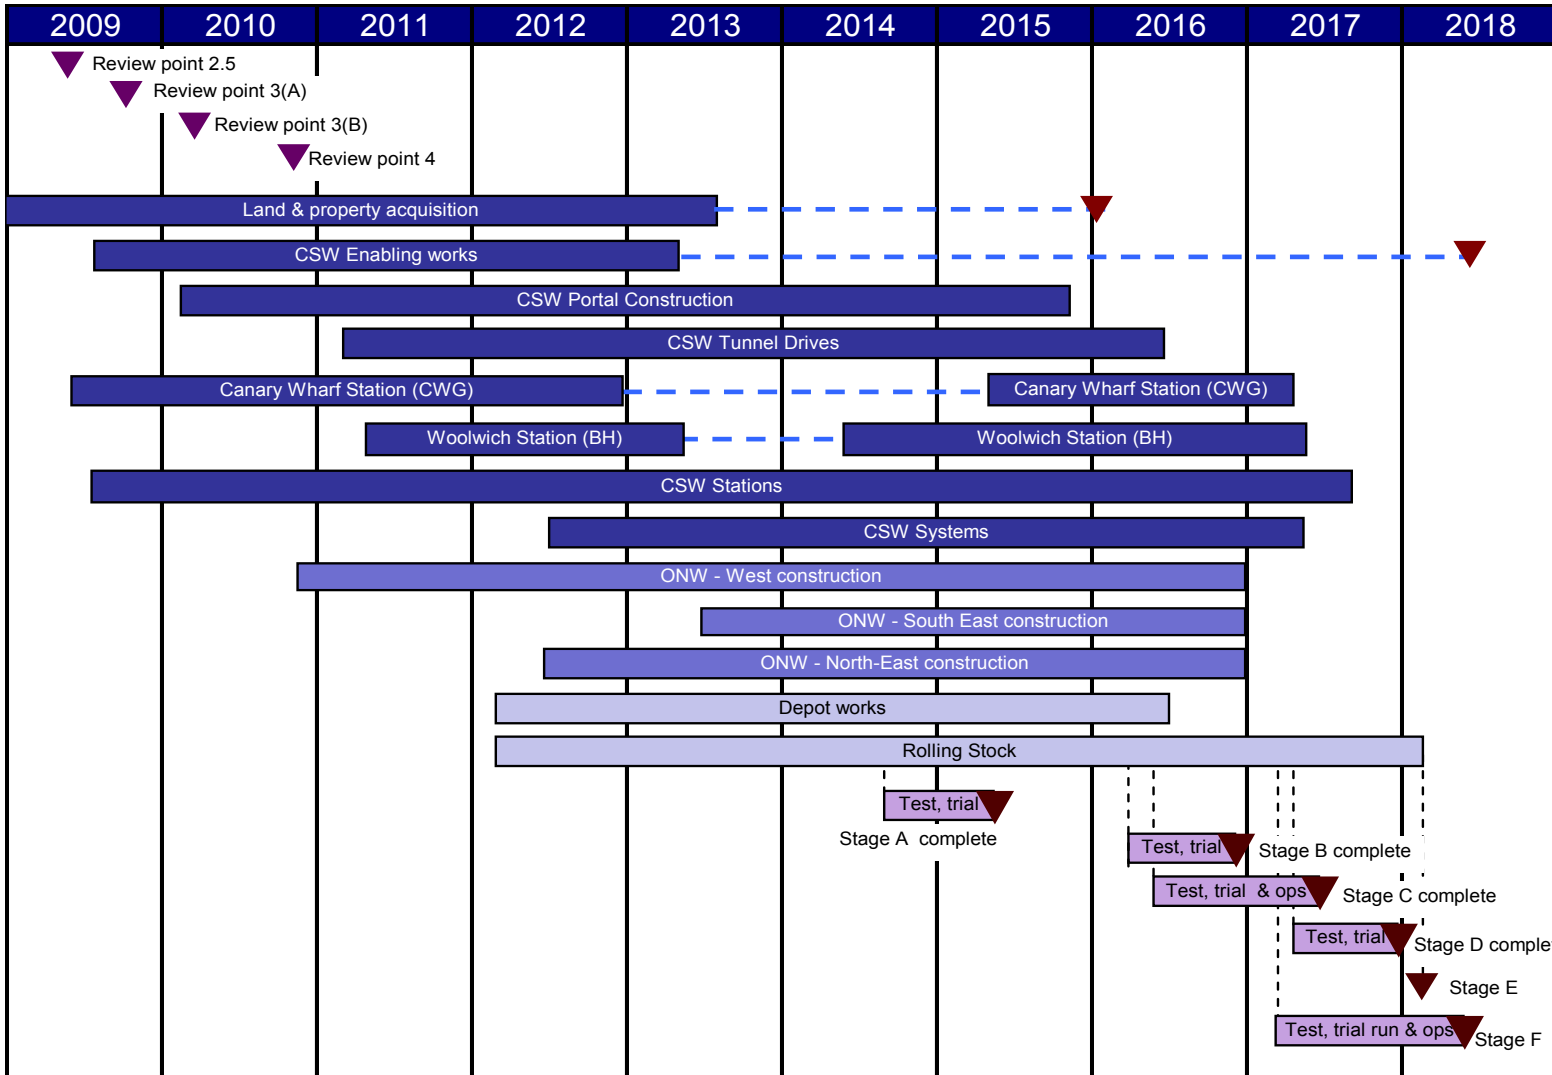 2009 2010 2011 2012 2013 2014 2015 2016 2017 2018
Review point 2.5
Review point 3(A)
Review point 3(B)
Review point 4
Land & property acquisition
CSW Enabling works
CSW Portal Construction
CSW Tunnel Drives
Canary Wharf Station (CWG) Canary Wharf Station (CWG)
Woolwich Station (BH) Woolwich Station (BH)
CSW Stations
CSW Systems
ONW - West construction
ONW - South East construction
ONW - North-East construction
Depot works
Rolling Stock
Test, trial
Stage A complete
Test, trial Stage B complete
Test, trial & ops Stage C complete
Test, trial Stage D comple
Stage E
Test, trial run & ops Stage F